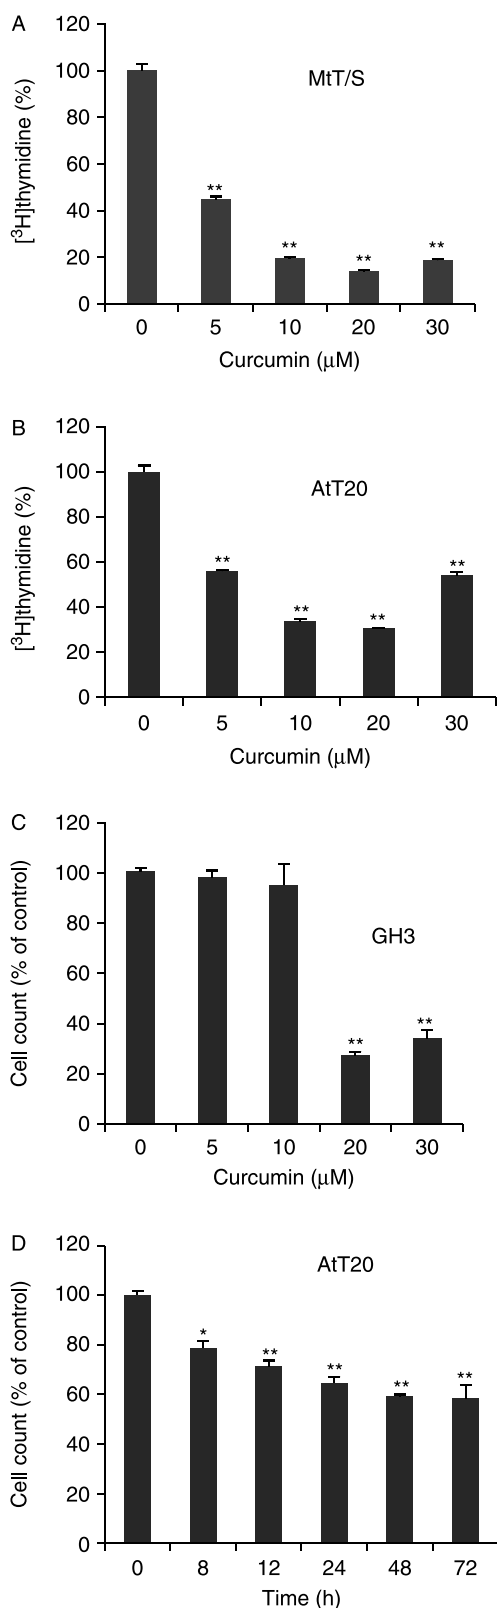 A
120
100
80
60
40
20
0
[³H]thymidine (%)
MtT/S
**
**
**
**
0 5 10 20 30
Curcumin (μM)
B
120
100
80
60
40
20
0
[³H]thymidine (%)
AtT20
**
**
**
**
0 5 10 20 30
Curcumin (μM)
C
120
100
80
60
40
20
0
Cell count (% of control)
GH3
**
**
0 5 10 20 30
Curcumin (μM)
D
120
100
80
60
40
20
0
Cell count (% of control)
AtT20
*
**
**
**
**
0 8 12 24 48 72
Time (h)